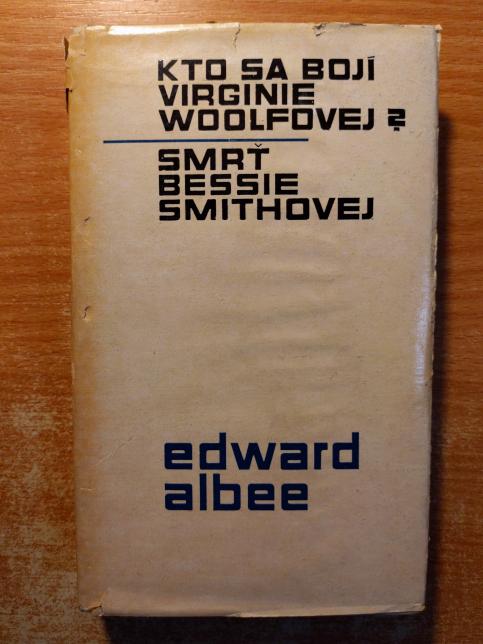 KTO SA BOJÍ
VIRGINIE
WOOLFOVEJ ?
SMRŤ
BESSIE
SMITHOVEJ
edward
albee